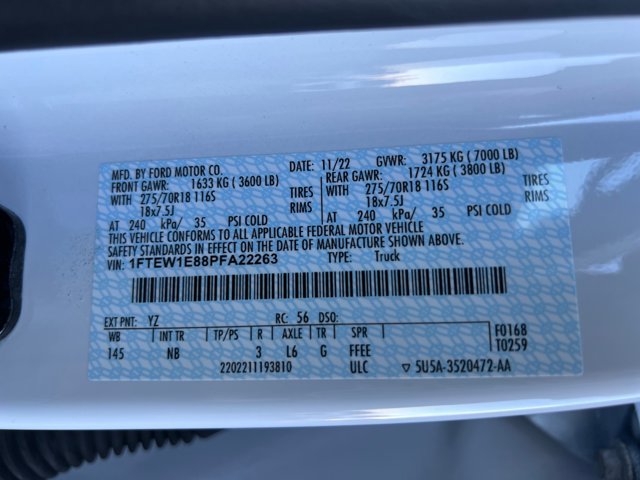 MFD. BY FORD MOTOR CO. DATE: 11/22 GVWR: 3175 KG ( 7000 LB)
FRONT GAWR: 1633 KG ( 3600 LB) REAR GAWR: 1724 KG ( 3800 LB)
WITH 275/70R18 116S TIRES WITH 275/70R18 116S TIRES
18x7.5J RIMS 18x7.5J RIMS
AT 240 kPa/ 35 PSI COLD AT 240 kPa/ 35 PSI COLD
THIS VEHICLE CONFORMS TO ALL APPLICABLE FEDERAL MOTOR VEHICLE
SAFETY STANDARDS IN EFFECT ON THE DATE OF MANUFACTURE SHOWN ABOVE.
VIN: 1FTEW1E88PFA22263 TYPE: Truck
EXT PNT: YZ RC: 56 DSO:
WB INT TR TP/PS R AXLE TR SPR F0168
145 NB 3 L6 G FFEE T0259
2202211193810 ULC ▽ 5U5A-3520472-AA